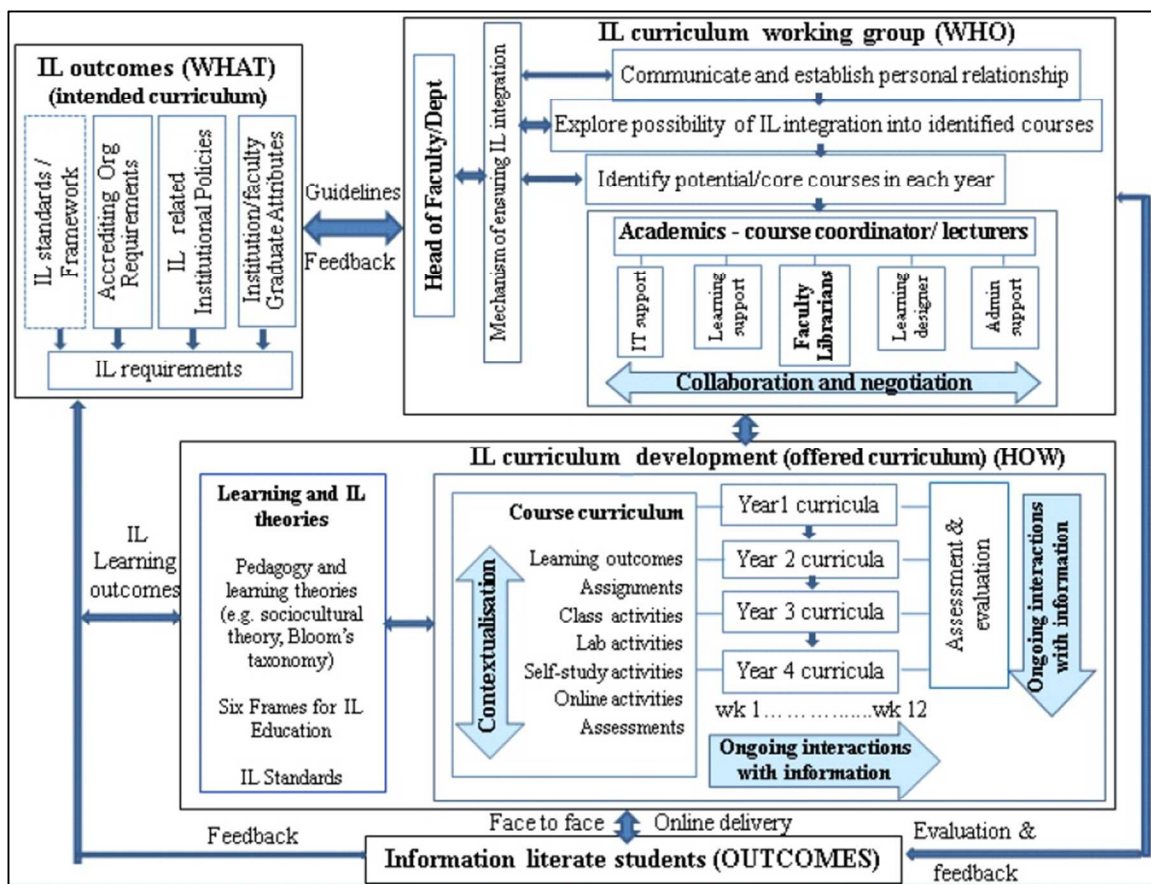 IL outcomes (WHAT)
(intended curriculum)
IL standards /
Framework
Accrediting Org
Requirements
IL related
Institutional Policies
Institution/faculty
Graduate Attributes
IL requirements
Guidelines
Feedback
IL curriculum working group (WHO)
Head of Faculty/Dept
Mechanism of ensuring IL integration
Communicate and establish personal relationship
Explore possibility of IL integration into identified courses
Identify potential/core courses in each year
Academics - course coordinator/ lecturers
IT support
Learning
support
Faculty
Librarians
Learning
designer
Admin
support
Collaboration and negotiation
IL curriculum development (offered curriculum) (HOW)
IL
Learning
outcomes
Learning and IL
theories
Pedagogy and
learning theories
(e.g. sociocultural
theory, Bloom's
taxonomy)
Six Frames for IL
Education
IL Standards
Course curriculum
Contextualisation
Learning outcomes
Assignments
Class activities
Lab activities
Self-study activities
Online activities
Assessments
Year1 curricula
Year 2 curricula
Year 3 curricula
Year 4 curricula
wk 1… … … …......wk 12
Ongoing interactions
with information
Assessment &
evaluation
Ongoing interactions
with information
Feedback
Face to face
Online delivery
Evaluation &
feedback
Information literate students (OUTCOMES)